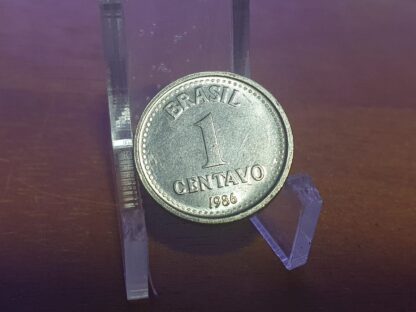 BRASIL
1
CENTAVO
1986